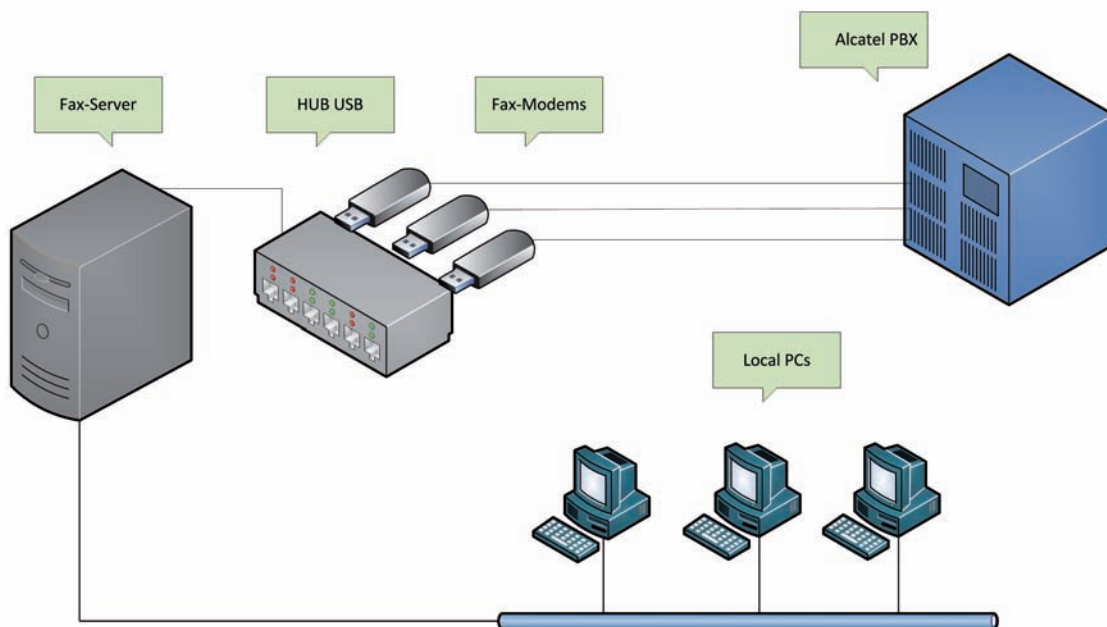 Alcatel PBX
Fax-Server
HUB USB
Fax-Modems
Local PCs